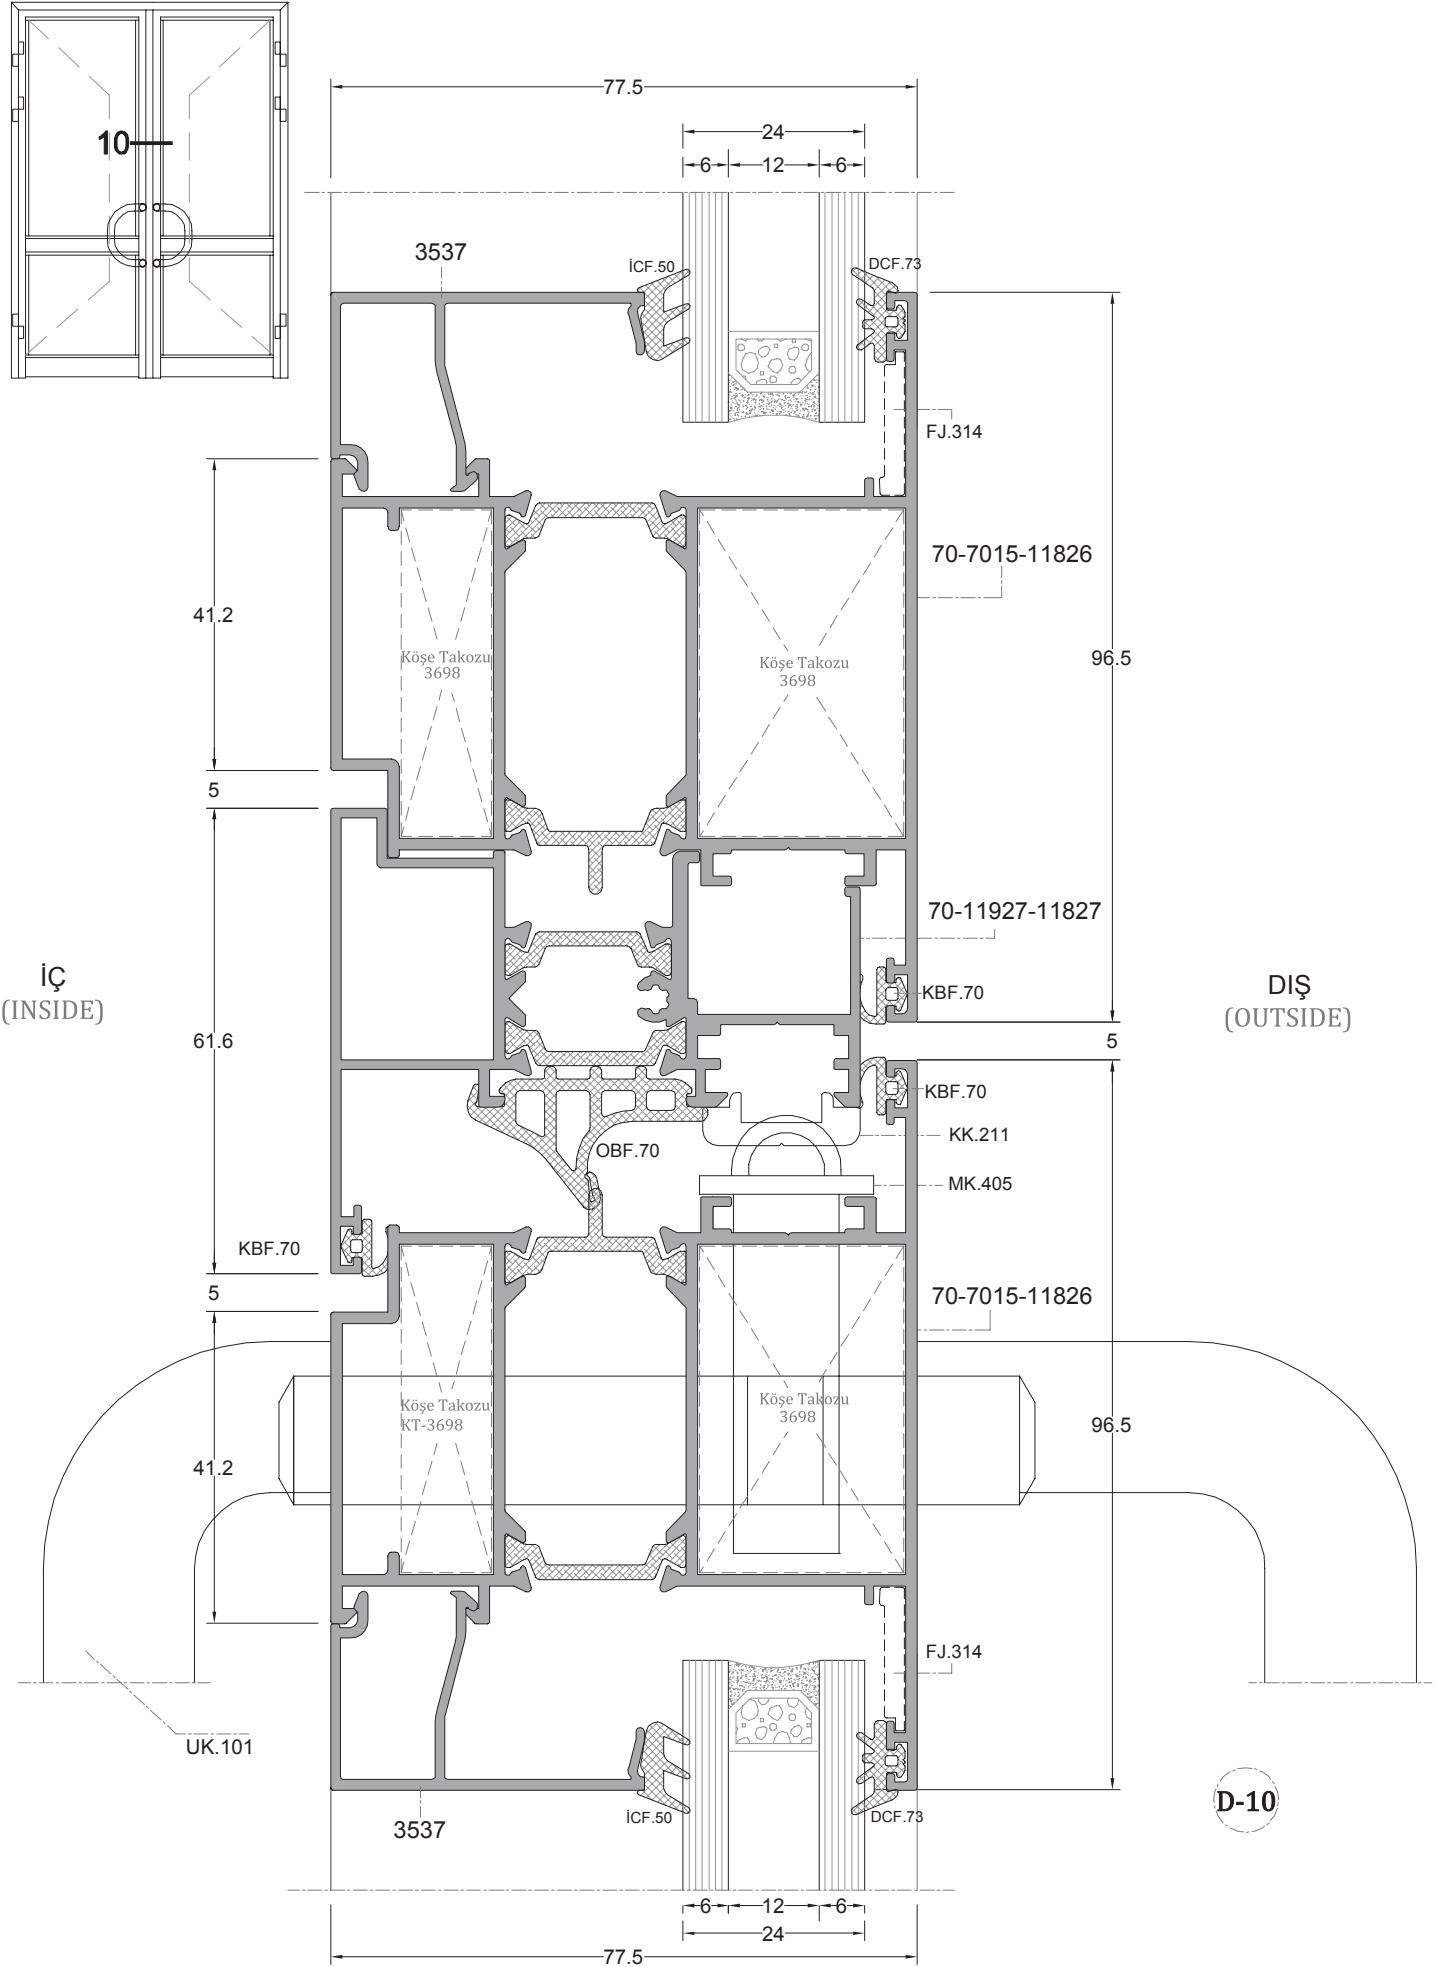 77.5
24
6 12 6
10
3537
İCF.50
DCF.73
FJ.314
70-7015-11826
41.2
Köşe Takozu
3698
Köşe Takozu
3698
96.5
5
70-11927-11827
İÇ
(INSIDE)
DIŞ
(OUTSIDE)
KBF.70
61.6
5
KBF.70
KK.211
OBF.70
MK.405
KBF.70
5
70-7015-11826
Köşe Takozu
KT-3698
Köşe Takozu
3698
96.5
41.2
FJ.314
UK.101
D-10
İCF.50
DCF.73
3537
6 12 6
24
77.5